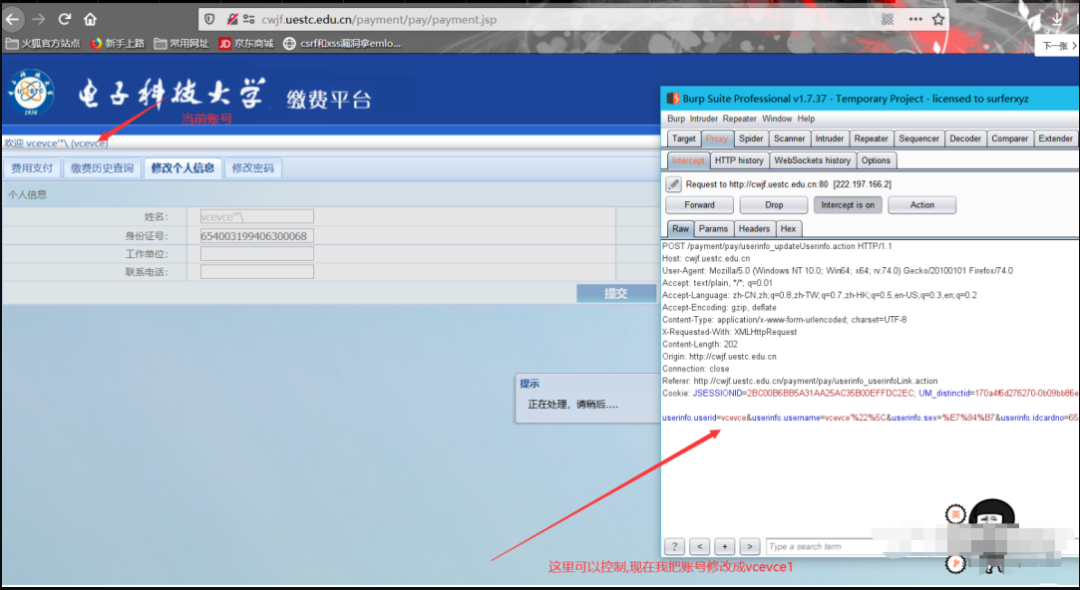 cwjf.uestc.edu.cn/payment/pay/payment.jsp
火狐官方站点 新手上路 常用网址 JD 京东商城 csrf和xss漏洞拿emlo...
下一张 >
1956
电子科技大学 缴费平台
当前账号
欢迎 vcevce'"\ (vcevce)
费用支付 缴费历史查询 修改个人信息 修改密码
个人信息
姓名: vcevce'"\
身份证号: 654003199406300068
工作单位:
联系电话:
提交
提示
正在处理，请稍后....
Burp Suite Professional v1.7.37 - Temporary Project - licensed to surferxyz
Burp Intruder Repeater Window Help
Target Proxy Spider Scanner Intruder Repeater Sequencer Decoder Comparer Extender
Intercept HTTP history WebSockets history Options
Request to http://cwjf.uestc.edu.cn:80 [222.197.166.2]
Forward Drop Intercept is on Action
Raw Params Headers Hex
POST /payment/pay/userinfo_updateUserinfo.action HTTP/1.1
Host: cwjf.uestc.edu.cn
User-Agent: Mozilla/5.0 (Windows NT 10.0; Win64; x64; rv:74.0) Gecko/20100101 Firefox/74.0
Accept: text/plain, */*; q=0.01
Accept-Language: zh-CN,zh;q=0.8,zh-TW;q=0.7,zh-HK;q=0.5,en-US;q=0.3,en;q=0.2
Accept-Encoding: gzip, deflate
Content-Type: application/x-www-form-urlencoded; charset=UTF-8
X-Requested-With: XMLHttpRequest
Content-Length: 202
Origin: http://cwjf.uestc.edu.cn
Connection: close
Referer: http://cwjf.uestc.edu.cn/payment/pay/userinfo_userinfoLink.action
Cookie: JSESSIONID=2BC00B6BB5A31AA25AC35B00EFFDC2EC; UM_distinctid=170a4f6d276270-0b09bb86e
userinfo.userid=vcevce&userinfo.username=vcevce%22%5C&userinfo.sex=%E7%94%B7&userinfo.idcardno=65
? < + > Type a search term
这里可以控制,现在我把账号修改成vcevce1